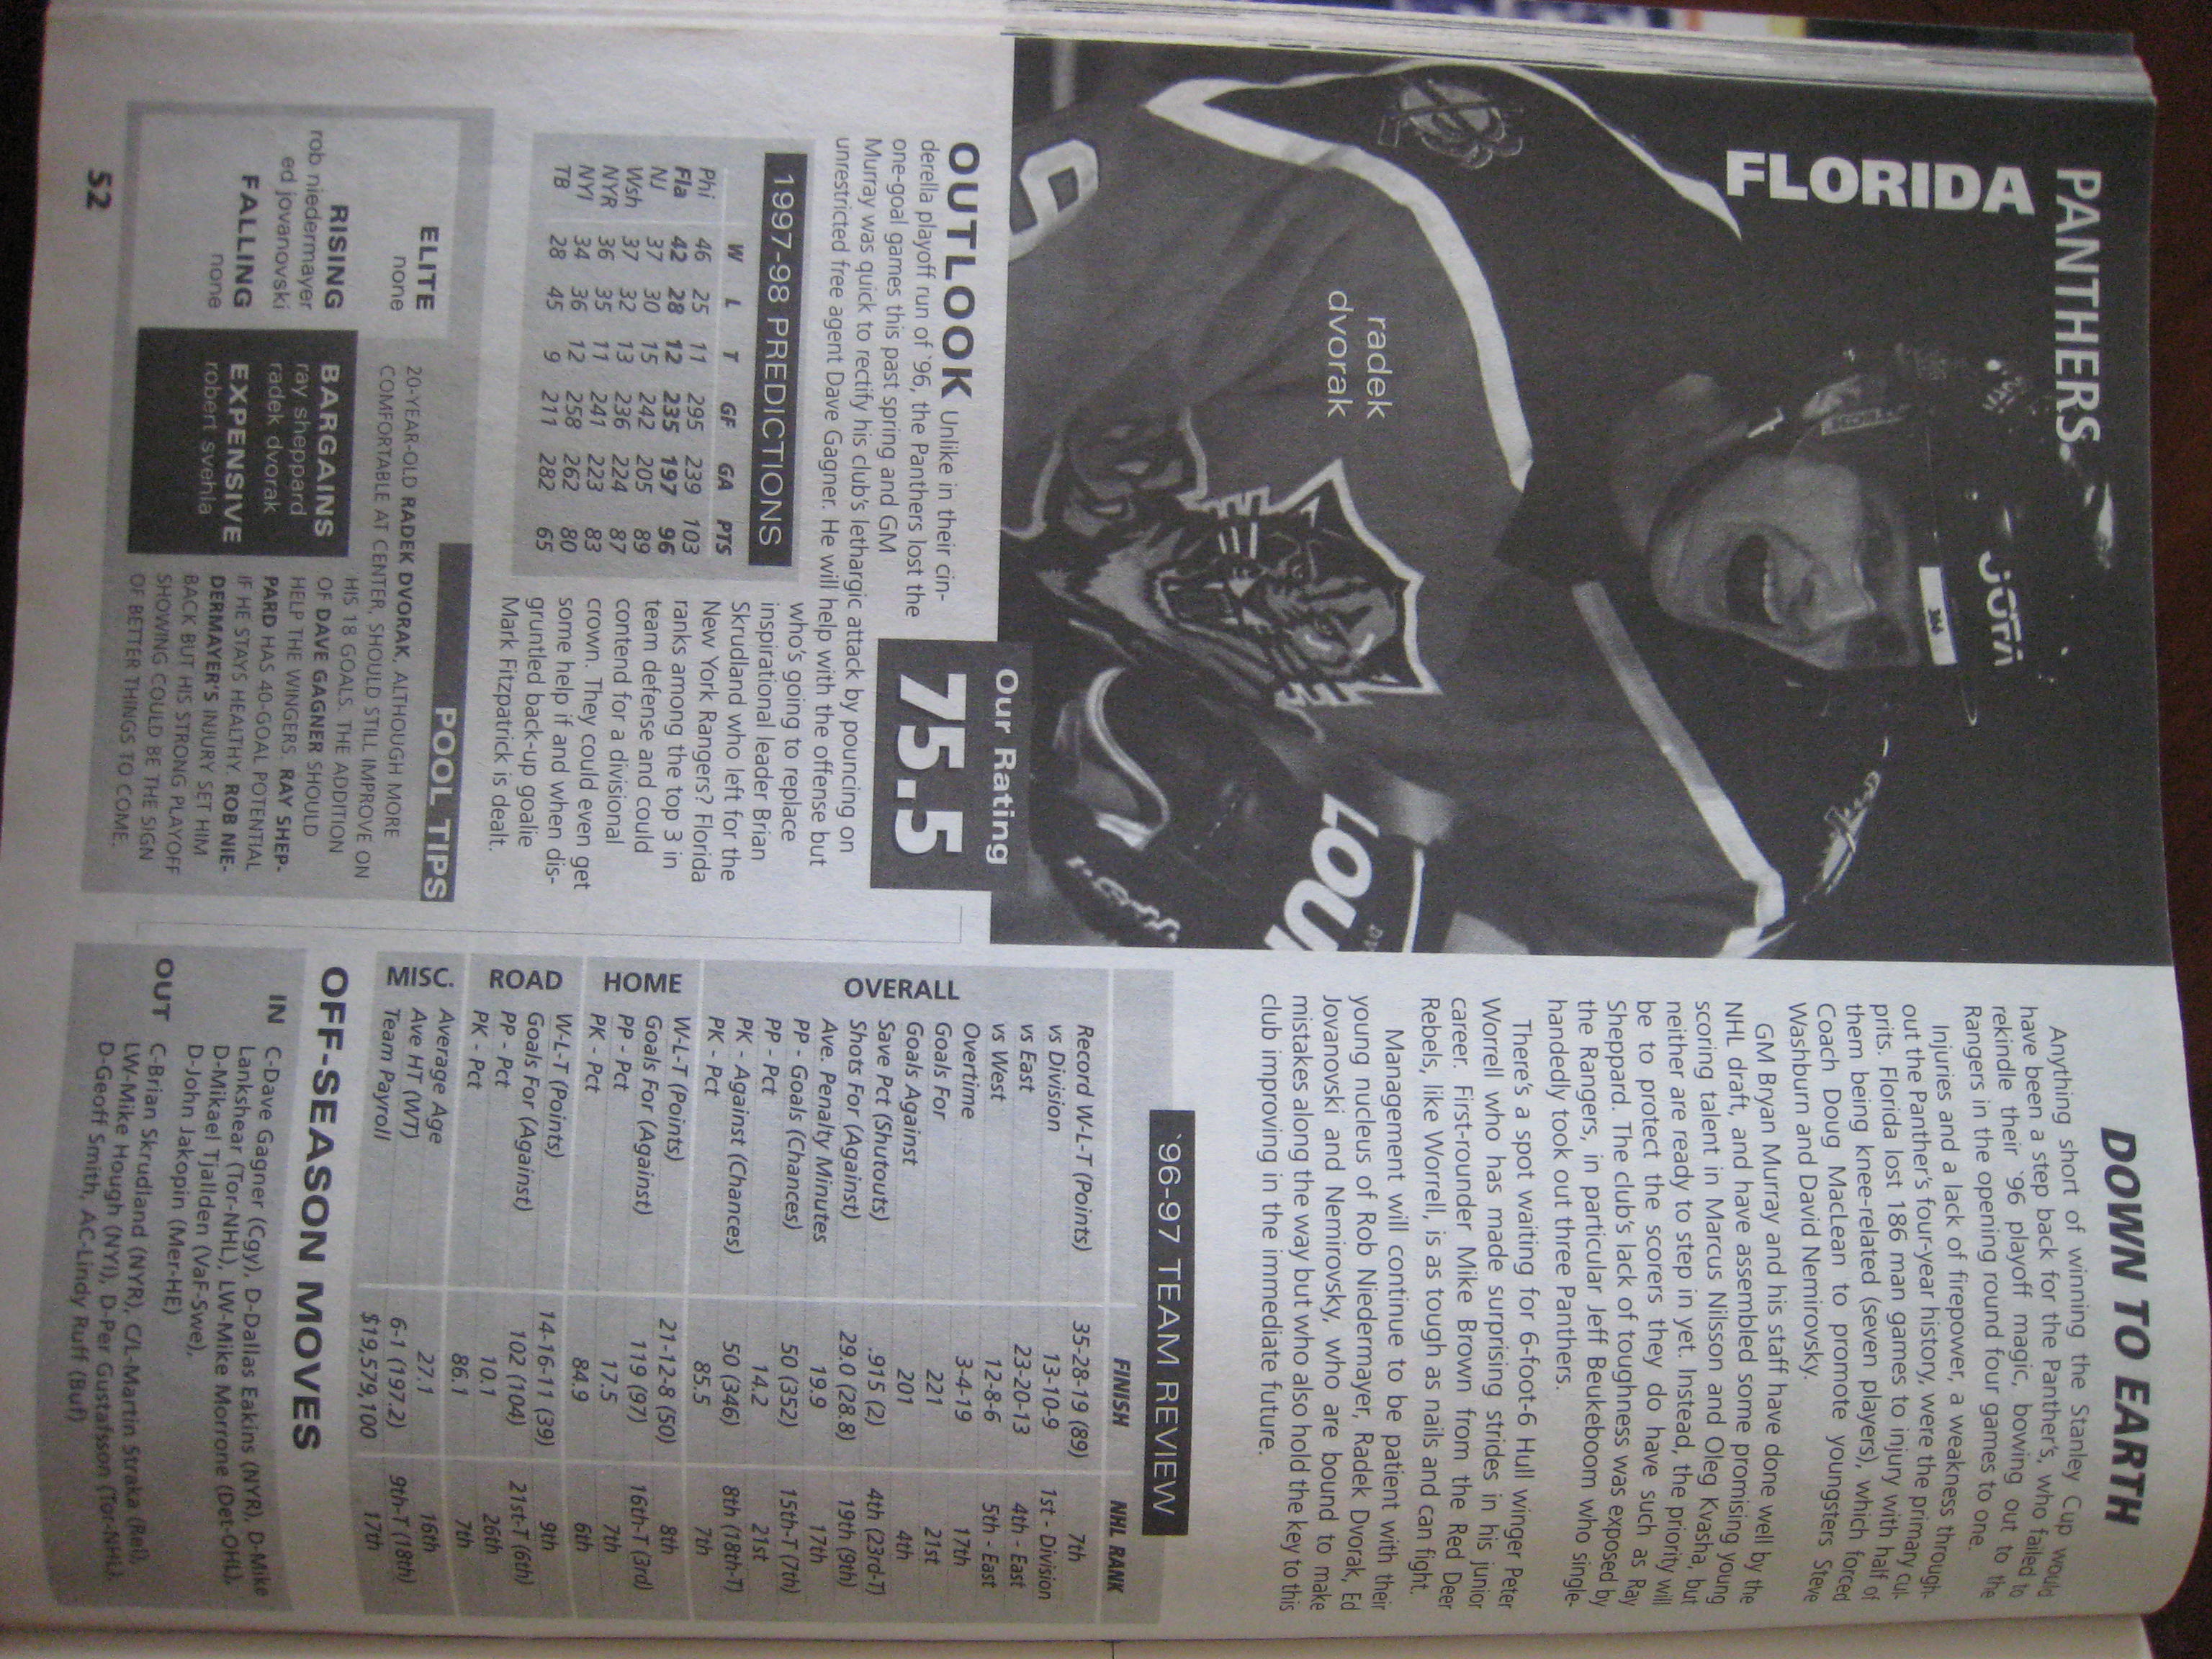 PANTHERS
FLORIDA
JOFA
radek
dvorak
LOU
9
Our Rating
75.5
OUTLOOK Unlike in their cin-
derella playoff run of '96, the Panthers lost the
one-goal games this past spring and GM
Murray was quick to rectify his club's lethargic attack by pouncing on
unrestricted free agent Dave Gagner. He will help with the offense but
who's going to replace
inspirational leader Brian
Skrudland who left for the
New York Rangers? Florida
ranks among the top 3 in
team defense and could
contend for a divisional
crown. They could even get
some help if and when dis-
gruntled back-up goalie
Mark Fitzpatrick is dealt.
1997-98 PREDICTIONS
W L T GF GA PTS
Phi 46 25 11 295 239 103
Fla 42 28 12 235 197 96
NJ 37 30 15 242 205 89
Wsh 37 32 13 236 224 87
NYR 36 35 11 241 223 83
NYI 34 36 12 258 262 80
TB 28 45 9 211 282 65
POOL TIPS
ELITE
none
RISING
rob niedermayer
ed jovanovski
FALLING
none
BARGAINS
ray sheppard
radek dvorak
EXPENSIVE
robert svehla
20-YEAR-OLD RADEK DVORAK, ALTHOUGH MORE
COMFORTABLE AT CENTER, SHOULD STILL IMPROVE ON
HIS 18 GOALS. THE ADDITION
OF DAVE GAGNER SHOULD
HELP THE WINGERS. RAY SHEP-
PARD HAS 40-GOAL POTENTIAL
IF HE STAYS HEALTHY. ROB NIE-
DERMAYER'S INJURY SET HIM
BACK BUT HIS STRONG PLAYOFF
SHOWING COULD BE THE SIGN
OF BETTER THINGS TO COME.
52
DOWN TO EARTH
Anything short of winning the Stanley Cup would
have been a step back for the Panther's, who failed to
rekindle their '96 playoff magic, bowing out to the
Rangers in the opening round four games to one.
Injuries and a lack of firepower, a weakness through-
out the Panther's four-year history, were the primary cul-
prits. Florida lost 186 man games to injury with half of
them being knee-related (seven players), which forced
Coach Doug MacLean to promote youngsters Steve
Washburn and David Nemirovsky.
GM Bryan Murray and his staff have done well by the
NHL draft, and have assembled some promising young
scoring talent in Marcus Nilsson and Oleg Kvasha, but
neither are ready to step in yet. Instead, the priority will
be to protect the scorers they do have such as Ray
Sheppard. The club's lack of toughness was exposed by
the Rangers, in particular Jeff Beukeboom who single-
handedly took out three Panthers.
There's a spot waiting for 6-foot-6 Hull winger Peter
Worrell who has made surprising strides in his junior
career. First-rounder Mike Brown from the Red Deer
Rebels, like Worrell, is as tough as nails and can fight.
Management will continue to be patient with their
young nucleus of Rob Niedermayer, Radek Dvorak, Ed
Jovanovski and Nemirovsky, who are bound to make
mistakes along the way but who also hold the key to this
club improving in the immediate future.
'96-97 TEAM REVIEW
FINISH NHL RANK
OVERALL
Record W-L-T (Points) 35-28-19 (89) 7th
vs Division 13-10-9 1st - Division
vs East 23-20-13 4th - East
vs West 12-8-6 5th - East
Overtime 3-4-19 17th
Goals For 221 21st
Goals Against 201 4th
Save Pct (Shutouts) .915 (2) 4th (23rd-T)
Shots For (Against) 29.0 (28.8) 19th (9th)
Ave. Penalty Minutes 19.9 17th
PP - Goals (Chances) 50 (352) 15th-T (7th)
PP - Pct 14.2 21st
PK - Against (Chances) 50 (346) 8th (18th-T)
PK - Pct 85.5 7th
HOME
W-L-T (Points) 21-12-8 (50) 8th
Goals For (Against) 119 (97) 16th-T (3rd)
PP - Pct 17.5 7th
PK - Pct 84.9 6th
ROAD
W-L-T (Points) 14-16-11 (39) 9th
Goals For (Against) 102 (104) 21st-T (6th)
PP - Pct 10.1 26th
PK - Pct 86.1 7th
MISC.
Average Age 27.1 16th
Ave HT (WT) 6-1 (197.2) 9th-T (18th)
Team Payroll $19,579,100 17th
OFF-SEASON MOVES
IN C-Dave Gagner (Cgy), D-Dallas Eakins (NYR), D-Mike
Lankshear (Tor-NHL), LW-Mike Morrone (Det-OHL),
D-Mikael Tjallden (VaF-Swe),
D-John Jakopin (Mer-HE)
OUT C-Brian Skrudland (NYR), C/L-Martin Straka (Rel),
LW-Mike Hough (NYI), D-Per Gustafsson (Tor-NHL),
D-Geoff Smith, AC-Lindy Ruff (Buf)